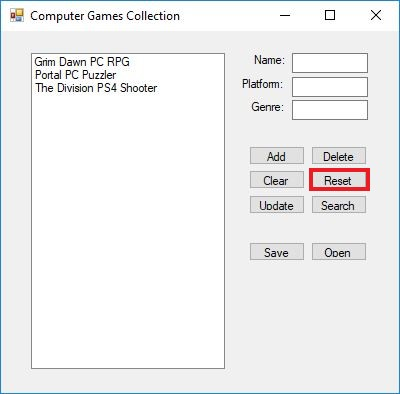 Computer Games Collection
Grim Dawn PC RPG
Portal PC Puzzler
The Division PS4 Shooter
Name:
Platform:
Genre:
Add Delete
Clear Reset
Update Search
Save Open